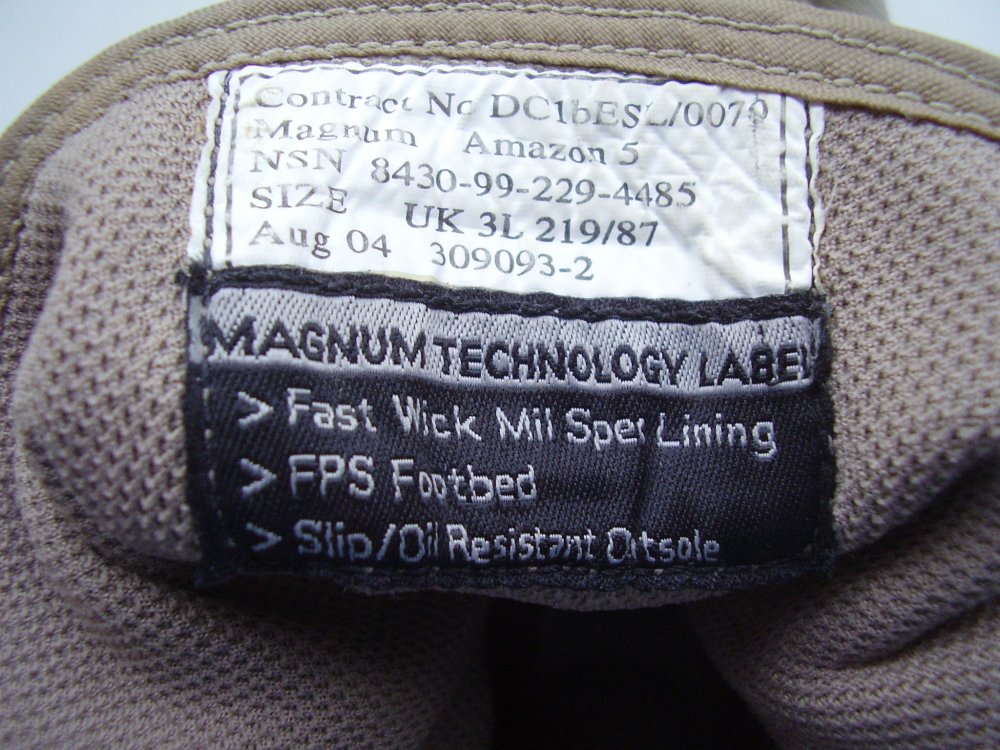 Contract No DC1bESL/0079
Magnum Amazon 5
NSN 8430-99-229-4485
SIZE UK 3L 219/87
Aug 04 309093-2
MAGNUM TECHNOLOGY LABEL
> Fast Wick Mil Spec Lining
> FPS Footbed
> Slip/Oil Resistant Outsole